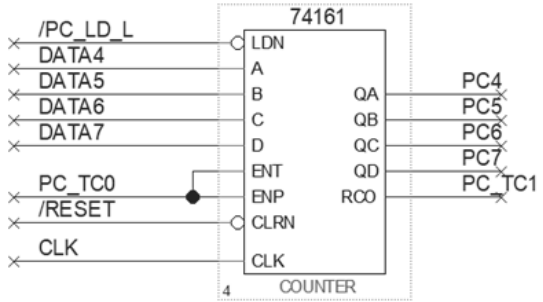 74161
/PC_LD_L
LDN
DATA4
A
DATA5
B
QA
PC4
DATA6
C
QB
PC5
DATA7
D
QC
PC6
ENT
QD
PC7
PC_TC0
ENP
RCO
PC_TC1
/RESET
CLRN
CLK
CLK
4
COUNTER